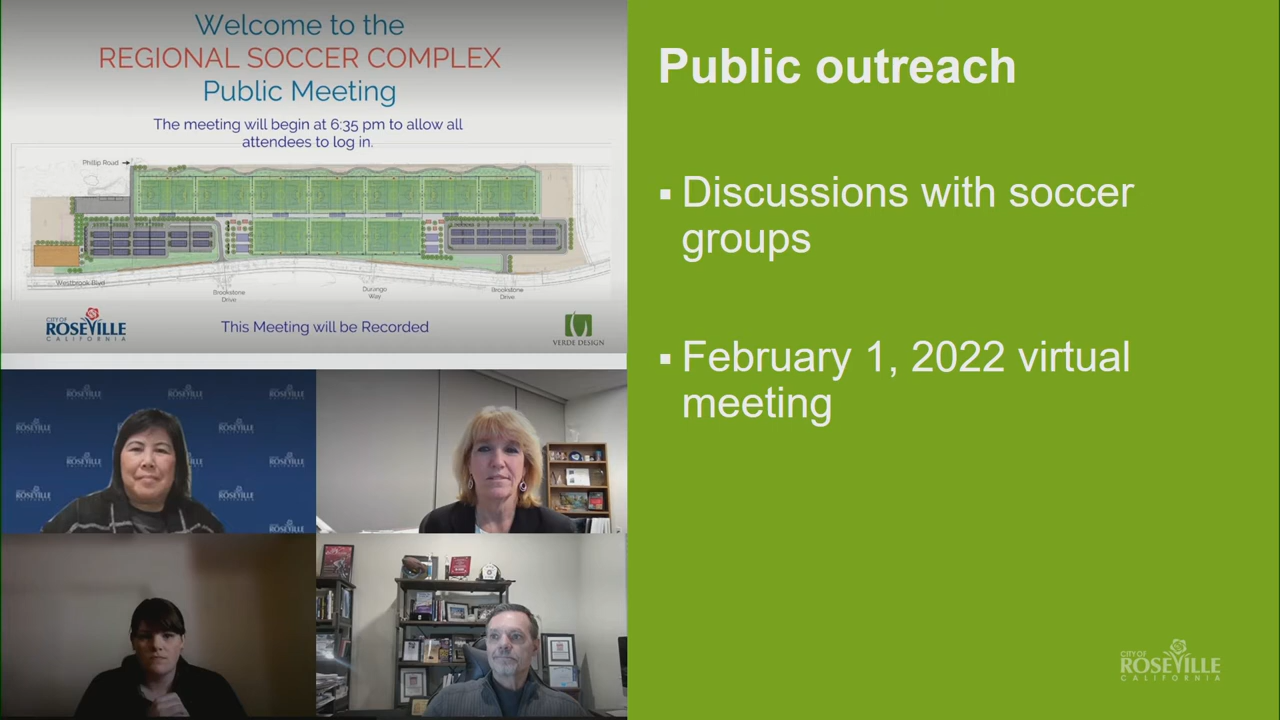 Welcome to the
REGIONAL SOCCER COMPLEX
Public Meeting
The meeting will begin at 6:35 pm to allow all
attendees to log in.
Phillip Road
Westbrook Blvd
Brookstone
Drive
Durango
Way
Brookstone
Drive
CITY OF
ROSEVILLE
CALIFORNIA
This Meeting will be Recorded
VERDE DESIGN
Public outreach
▪ Discussions with soccer
groups
▪ February 1, 2022 virtual
meeting
CITY OF
ROSEVILLE
CALIFORNIA